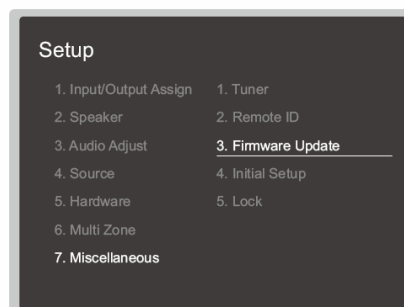 Setup
1. Input/Output Assign
2. Speaker
3. Audio Adjust
4. Source
5. Hardware
6. Multi Zone
7. Miscellaneous
1. Tuner
2. Remote ID
3. Firmware Update
4. Initial Setup
5. Lock